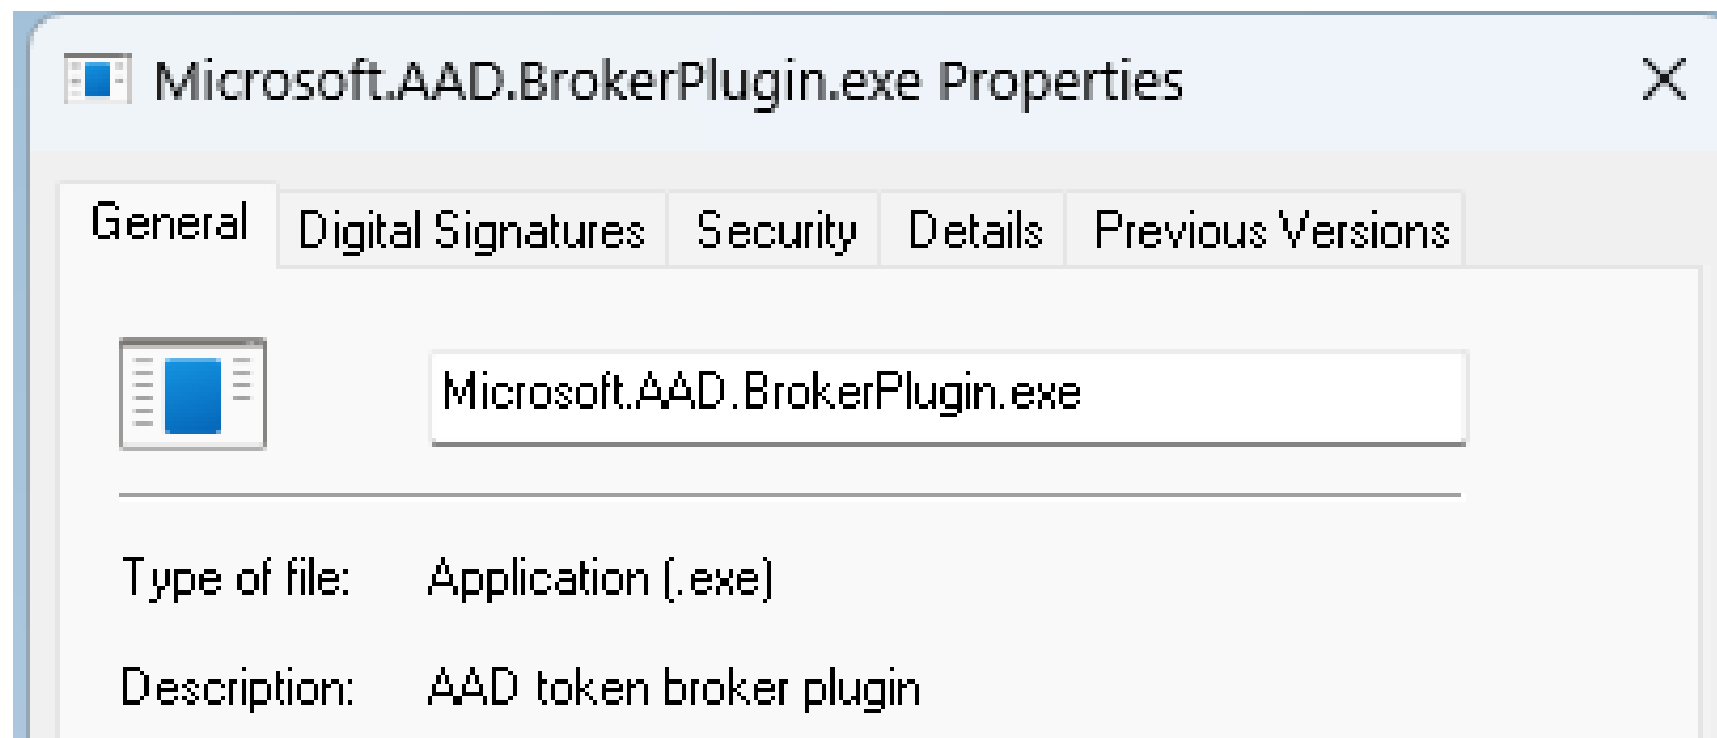 Microsoft.AAD.BrokerPlugin.exe Properties
General Digital Signatures Security Details Previous Versions
Microsoft.AAD.BrokerPlugin.exe
Type of file: Application (.exe)
Description: AAD token broker plugin